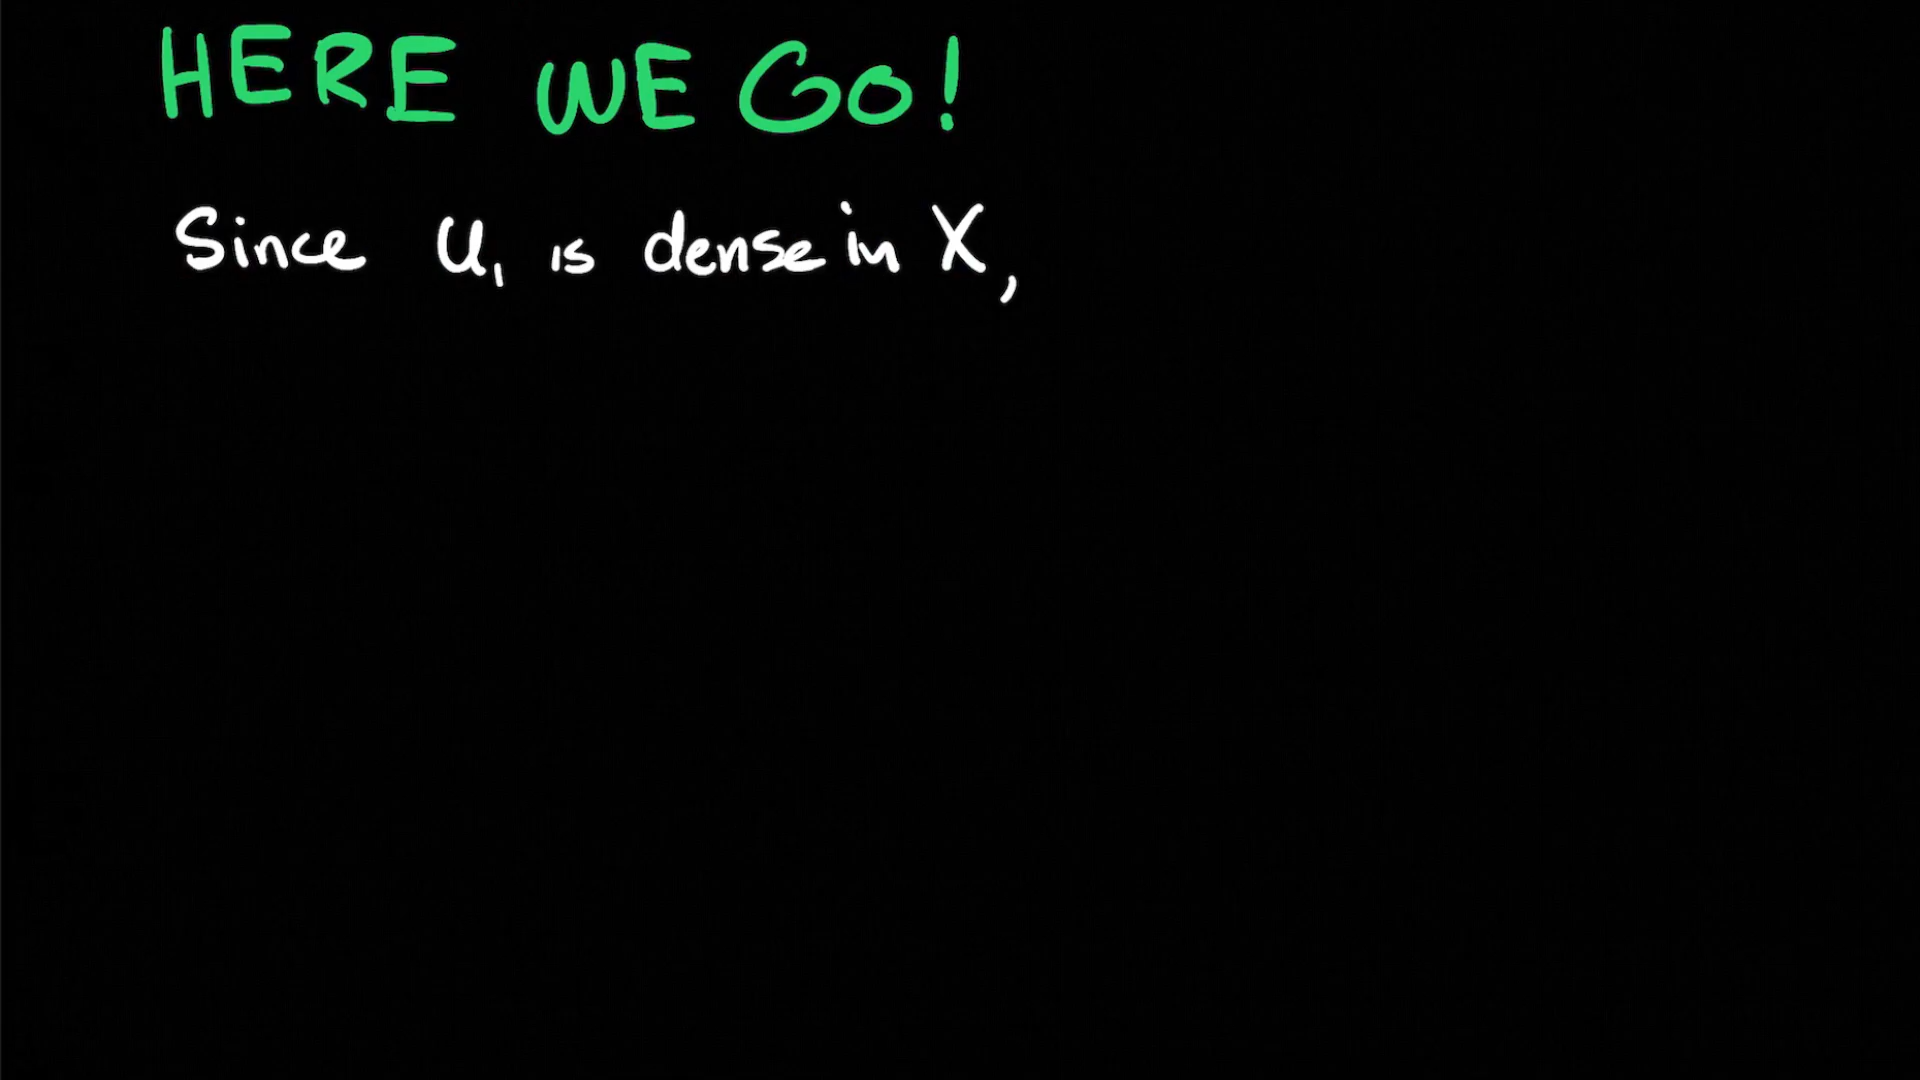 HERE WE GO!
Since U₁ is dense in X,